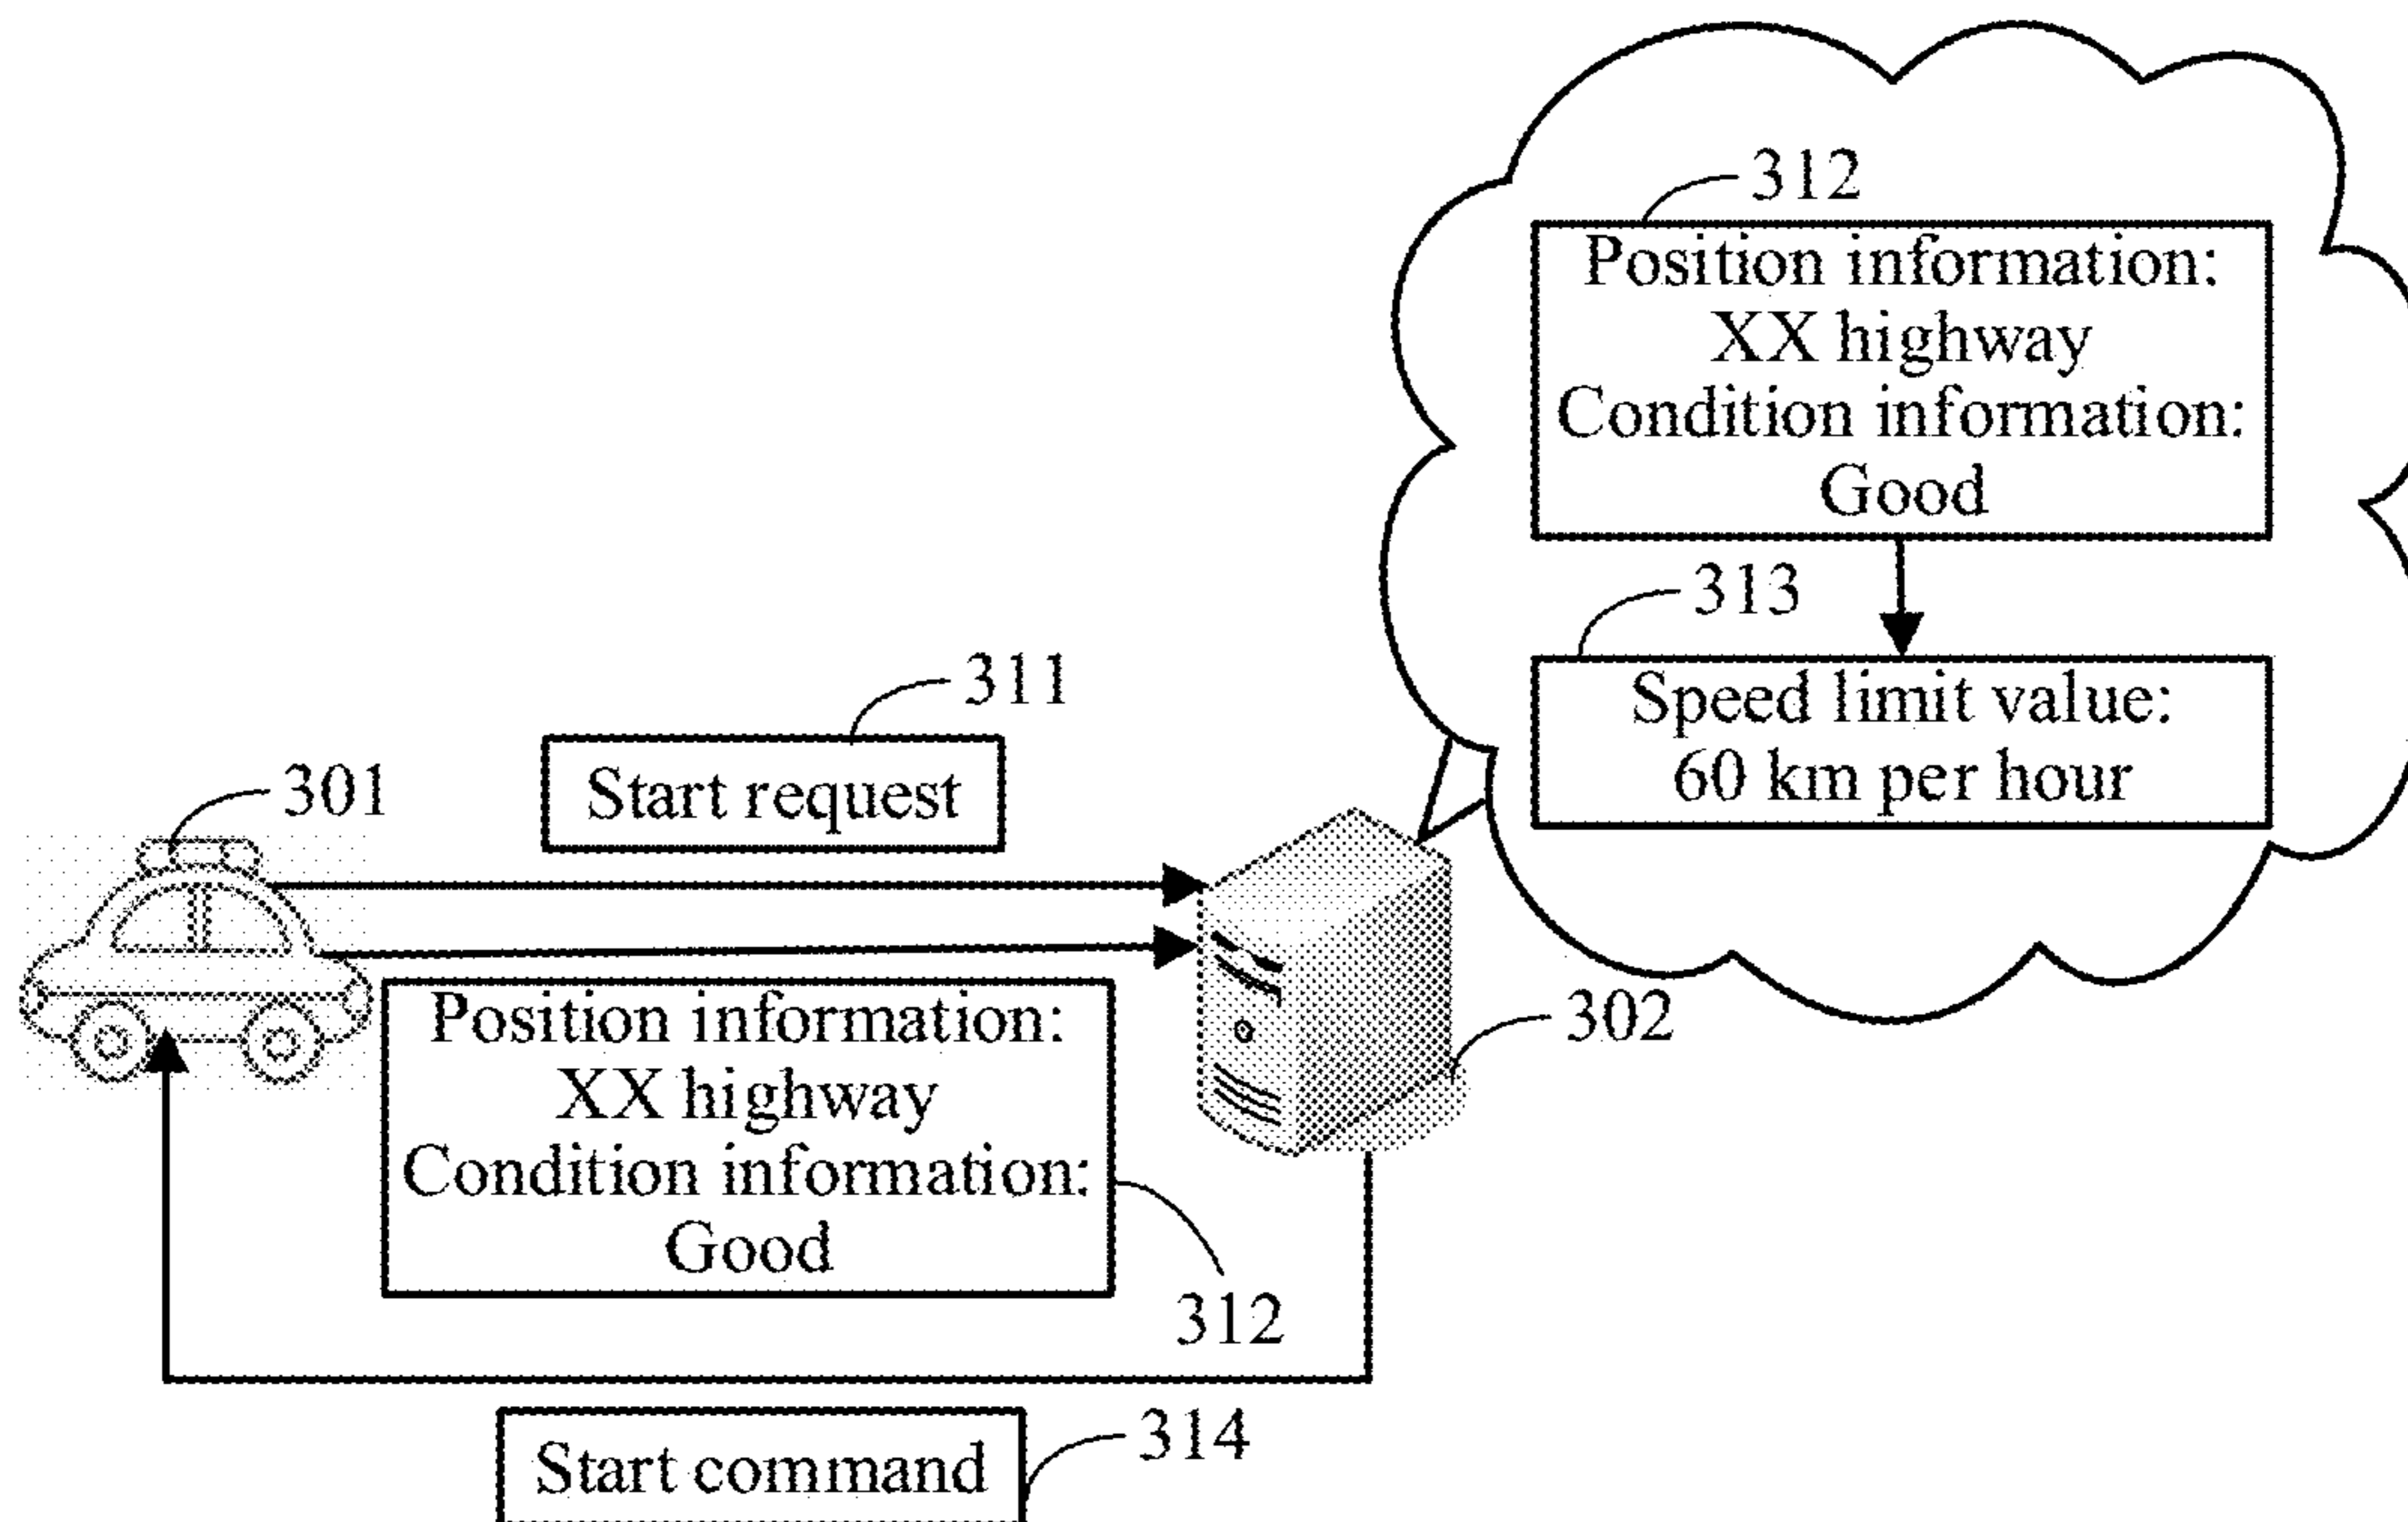 312
Position information:
XX highway
Condition information:
Good
313
Speed limit value:
60 km per hour
311
Start request
301
Position information:
XX highway
Condition information:
Good
302
312
314
Start command